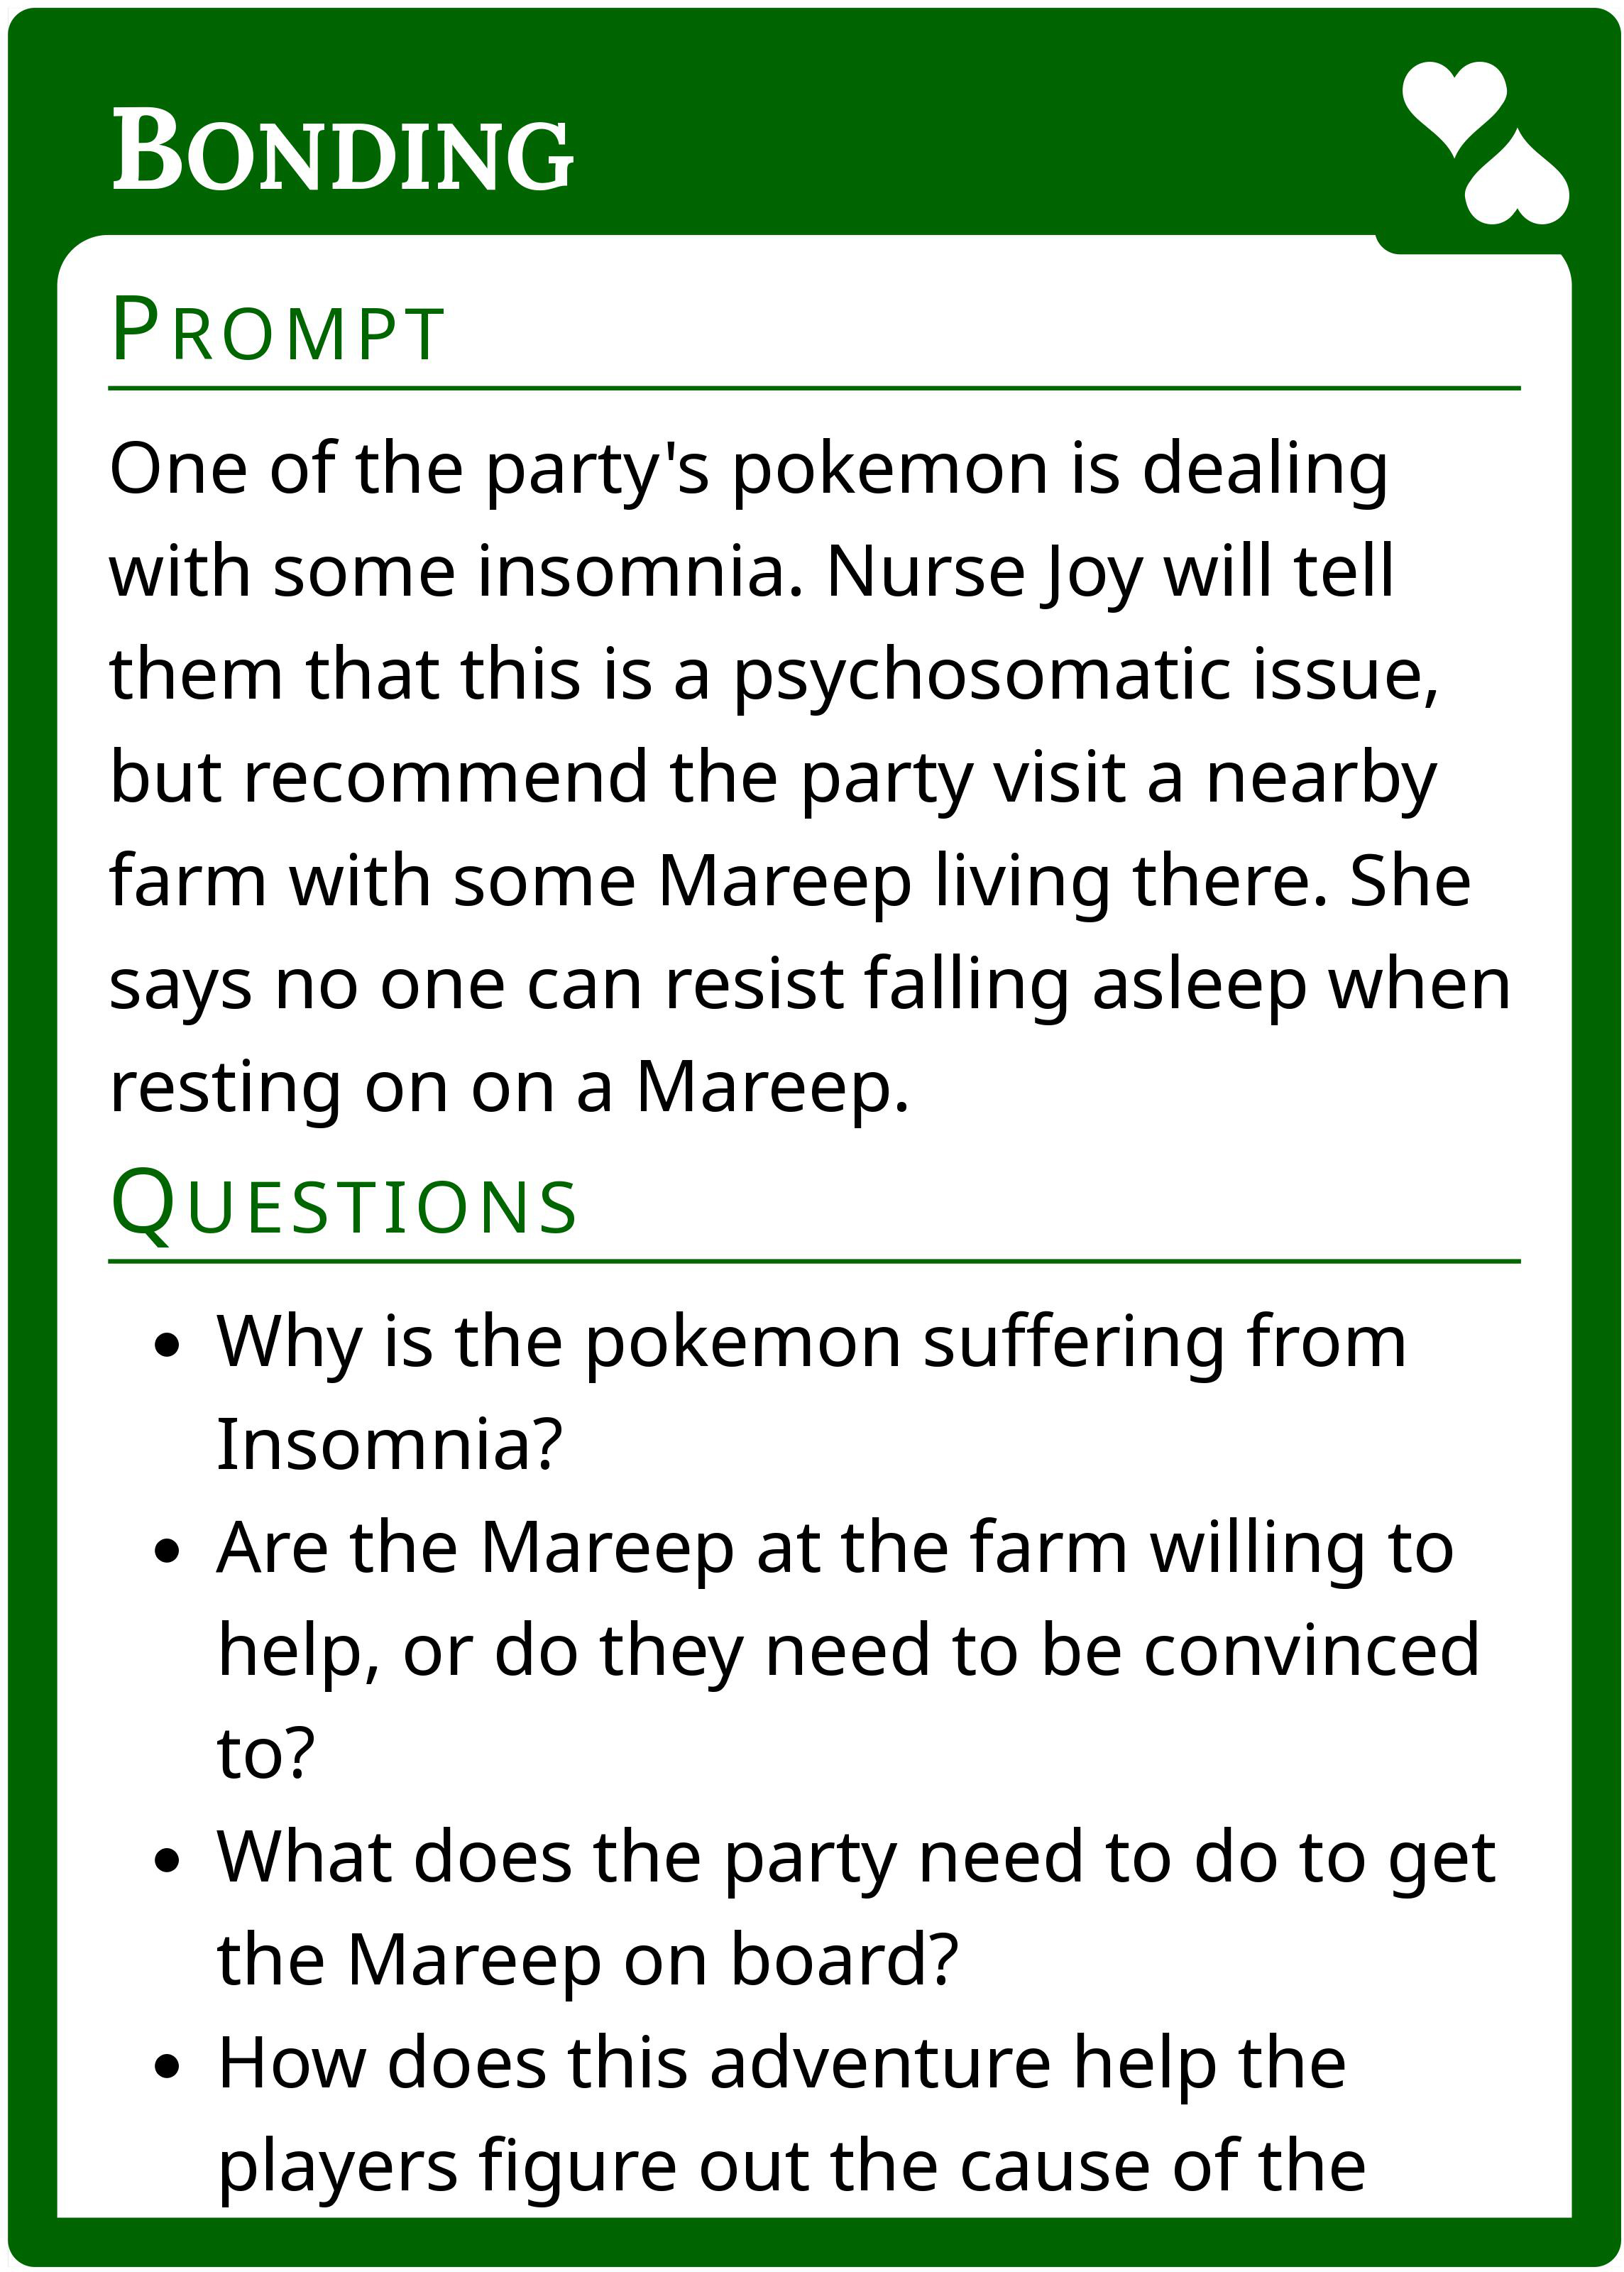 Bonding
Prompt
One of the party's pokemon is dealing
with some insomnia. Nurse Joy will tell
them that this is a psychosomatic issue,
but recommend the party visit a nearby
farm with some Mareep living there. She
says no one can resist falling asleep when
resting on on a Mareep.
Questions
• Why is the pokemon suffering from
Insomnia?
• Are the Mareep at the farm willing to
help, or do they need to be convinced
to?
• What does the party need to do to get
the Mareep on board?
• How does this adventure help the
players figure out the cause of the